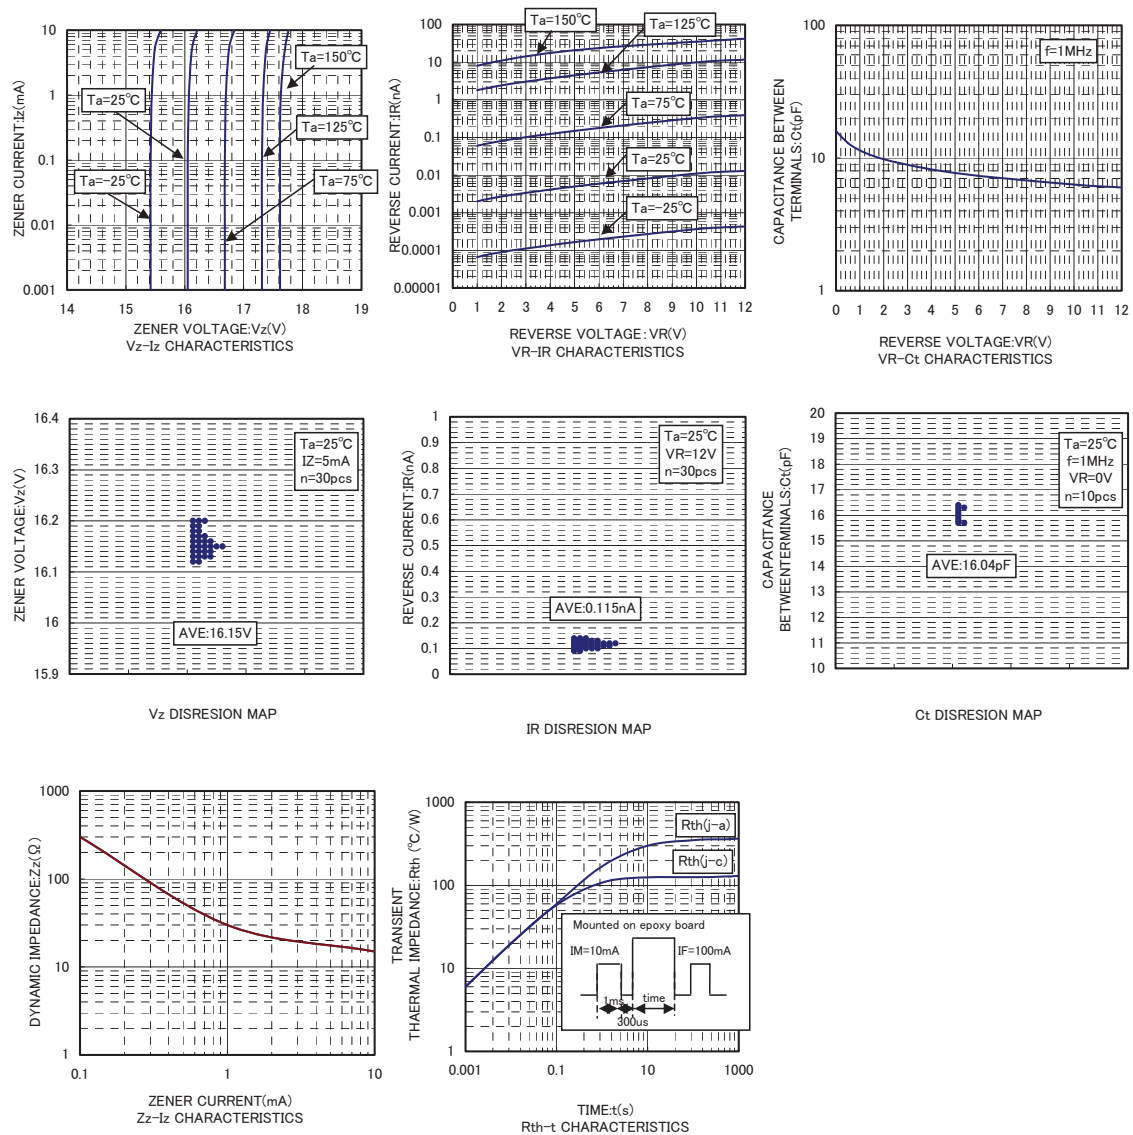 10
1
0.1
0.01
0.001
14 15 16 17 18 19
ZENER CURRENT:Iz(mA)
Ta=150°C
Ta=25°C
Ta=125°C
Ta=-25°C
Ta=75°C
ZENER VOLTAGE:Vz(V)
Vz-Iz CHARACTERISTICS
100
10
1
0.1
0.01
0.001
0.0001
0.00001
0 1 2 3 4 5 6 7 8 9 10 11 12
REVERSE CURRENT:IR(nA)
Ta=150°C
Ta=125°C
Ta=75°C
Ta=25°C
Ta=-25°C
REVERSE VOLTAGE:VR(V)
VR-IR CHARACTERISTICS
100
10
1
0 1 2 3 4 5 6 7 8 9 10 11 12
CAPACITANCE BETWEEN
TERMINALS:Ct(pF)
f=1MHz
REVERSE VOLTAGE:VR(V)
VR-Ct CHARACTERISTICS
16.4
16.3
16.2
16.1
16
15.9
ZENER VOLTAGE:Vz(V)
Ta=25°C
IZ=5mA
n=30pcs
AVE:16.15V
Vz DISRESION MAP
1
0.9
0.8
0.7
0.6
0.5
0.4
0.3
0.2
0.1
0
REVERSE CURRENT:IR(nA)
Ta=25°C
VR=12V
n=30pcs
AVE:0.115nA
IR DISRESION MAP
20
19
18
17
16
15
14
13
12
11
10
CAPACITANCE
BETWEENTERMINALS:Ct(pF)
Ta=25°C
f=1MHz
VR=0V
n=10pcs
AVE:16.04pF
Ct DISRESION MAP
1000
100
10
1
0.1 1 10
DYNAMIC IMPEDANCE:Zz(Ω)
ZENER CURRENT(mA)
Zz-Iz CHARACTERISTICS
1000
100
10
1
0.001 0.1 10 1000
TRANSIENT
THAERMAL IMPEDANCE:Rth (°C/W)
Rth(j-a)
Rth(j-c)
Mounted on epoxy board
IM=10mA IF=100mA
1ms time
300us
TIME:t(s)
Rth-t CHARACTERISTICS